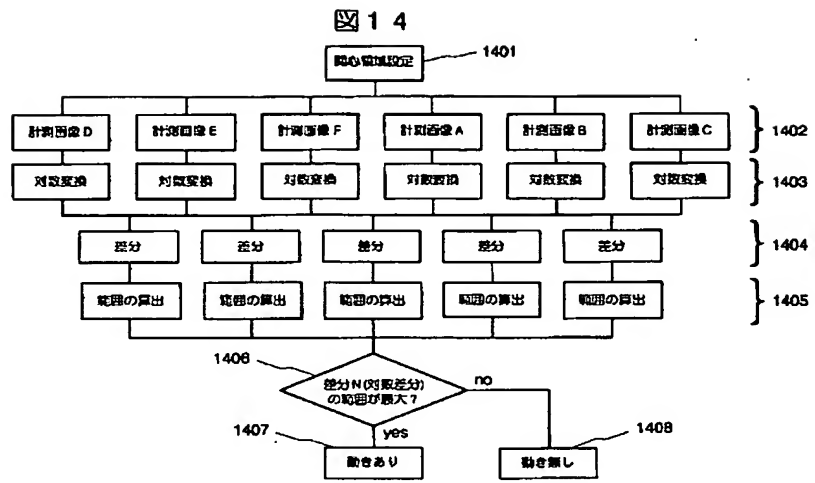 図14
関心領域設定
1401
計測画像D
計測画像E
計測画像F
計測画像A
計測画像B
計測画像C
1402
対数変換
対数変換
対数変換
対数変換
対数変換
対数変換
1403
差分
差分
差分
差分
差分
1404
範囲の算出
範囲の算出
範囲の算出
範囲の算出
範囲の算出
1405
1406
差分N(対数差分)
の範囲が最大?
no
yes
1407
1408
動きあり
動き無し